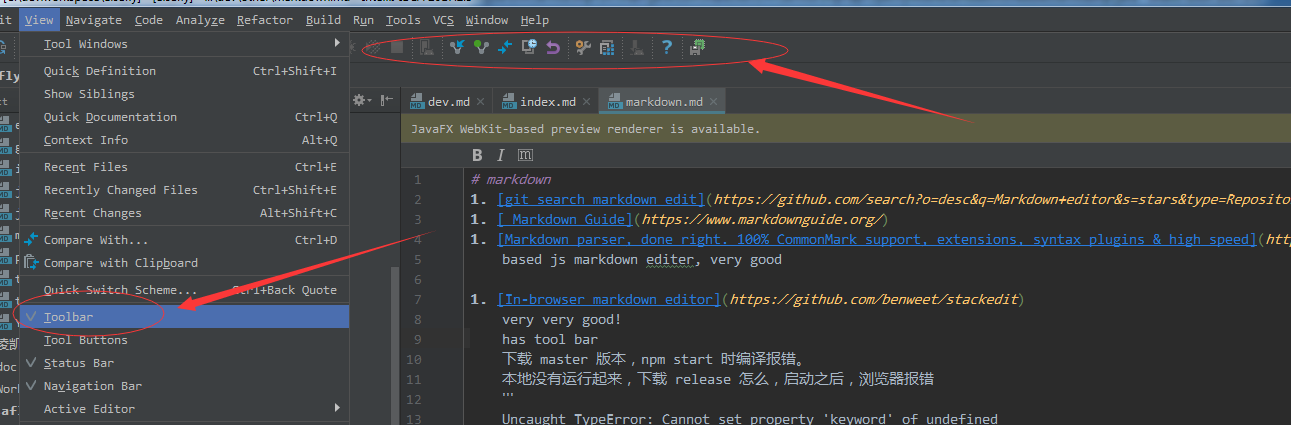 View Navigate Code Analyze Refactor Build Run Tools VCS Window Help
Tool Windows
Quick Definition Ctrl+Shift+I
Show Siblings
Quick Documentation Ctrl+Q
Context Info Alt+Q
Recent Files Ctrl+E
Recently Changed Files Ctrl+Shift+E
Recent Changes Alt+Shift+C
Compare With... Ctrl+D
Compare with Clipboard
Quick Switch Scheme... Ctrl+Back Quote
Toolbar
Tool Buttons
Status Bar
Navigation Bar
Active Editor
dev.md index.md markdown.md
JavaFX WebKit-based preview renderer is available.
B I m
1 # markdown
2 1. [git search markdown edit](https://github.com/search?o=desc&q=Markdown+editor&s=stars&type=Reposito
3 1. [ Markdown Guide](https://www.markdownguide.org/)
4 1. [Markdown parser, done right. 100% CommonMark support, extensions, syntax plugins & high speed](htt
5 based js markdown editer, very good
6
7 1. [In-browser markdown editor](https://github.com/benweet/stackedit)
8 very very good!
9 has tool bar
10 下载 master 版本，npm start 时编译报错。
11 本地没有运行起来，下载 release 怎么，启动之后，浏览器报错
12 '''
13 Uncaught TypeError: Cannot set property 'keyword' of undefined